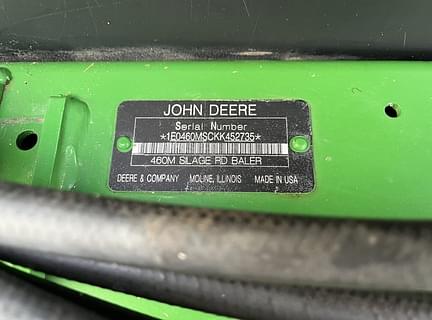 JOHN DEERE
Serial Number
*1E0460MSCKK452735*
460M SILAGE RD BALER
DEERE & COMPANY MOLINE, ILLINOIS MADE IN USA